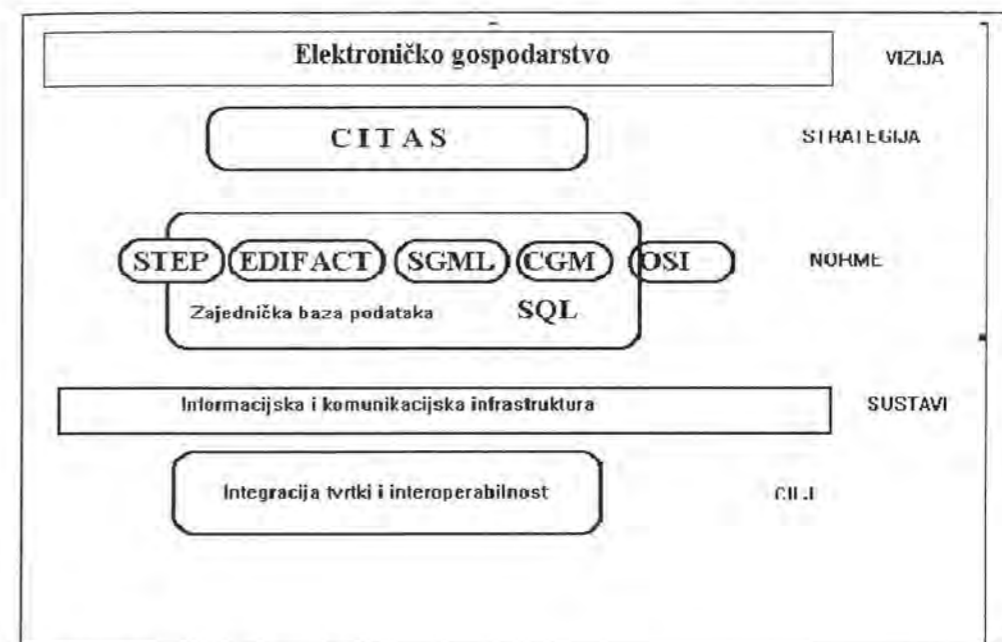 Elektroničko gospodarstvo VIZIJA
CITAS STRATEGIJA
STEP EDIFACT SGML CGM OSI NORME
Zajednička baza podataka SQL
Informacijska i komunikacijska infrastruktura SUSTAVI
Integracija tvrtki i interoperabilnost CILJ